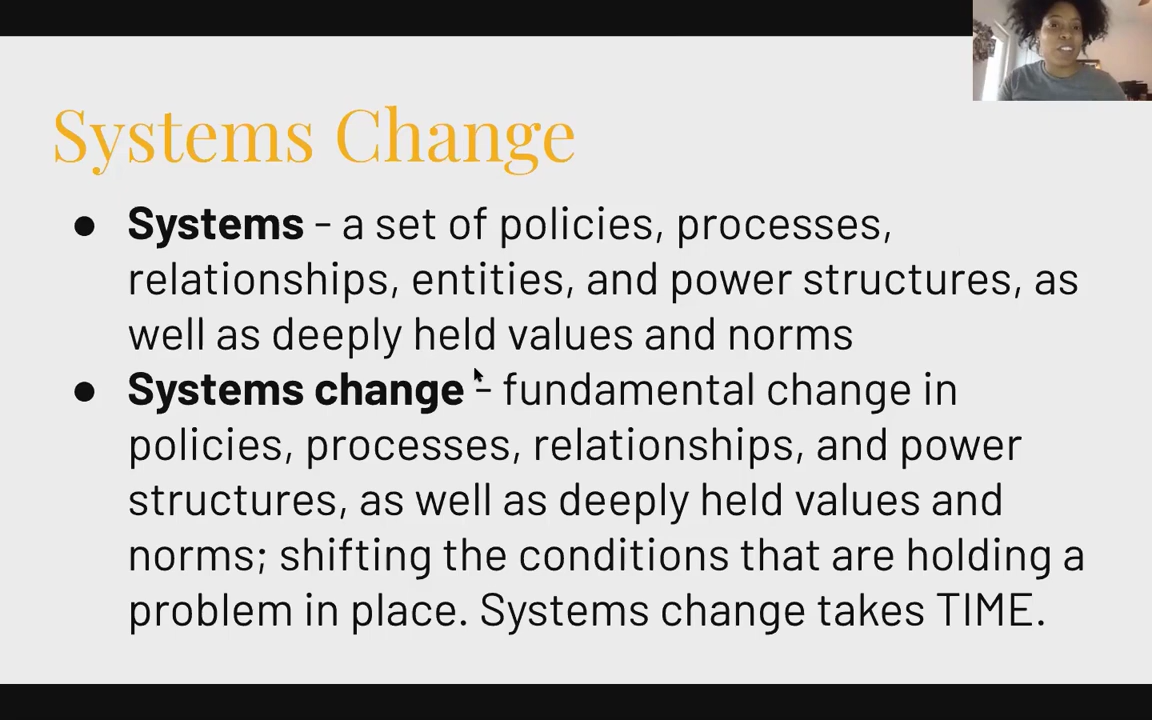 Systems Change
● Systems - a set of policies, processes,
relationships, entities, and power structures, as
well as deeply held values and norms
● Systems change - fundamental change in
policies, processes, relationships, and power
structures, as well as deeply held values and
norms; shifting the conditions that are holding a
problem in place. Systems change takes TIME.